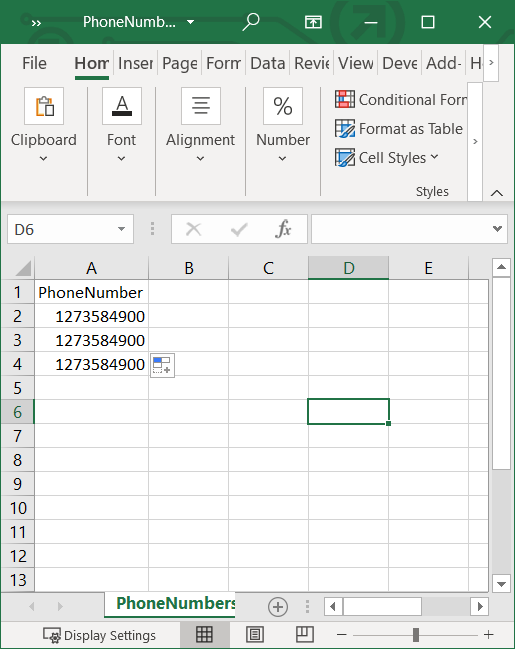 ›› PhoneNumb...
File Hom Inser Page Form Data Revie View Deve Add- H
Clipboard Font Alignment Number
A %
Conditional Forn
Format as Table
Cell Styles
Styles
D6 fx
A B C D E
1 PhoneNumber
2 1273584900
3 1273584900
4 1273584900
5
6
7
8
9
10
11
12
13
PhoneNumbers
Display Settings